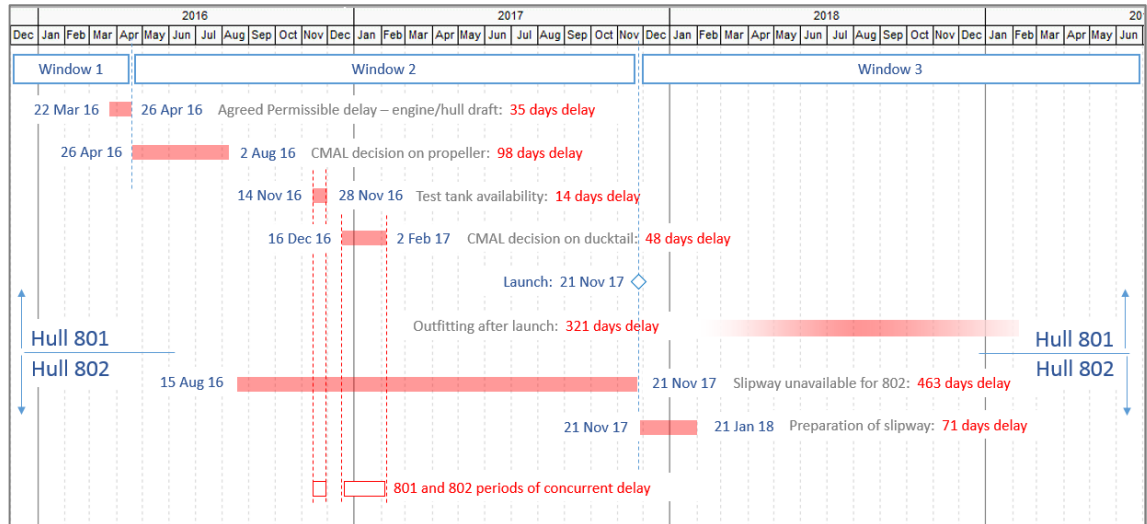 2016 2017 2018 201
Dec Jan Feb Mar Apr May Jun Jul Aug Sep Oct Nov Dec Jan Feb Mar Apr May Jun Jul Aug Sep Oct Nov Dec Jan Feb Mar Apr May Jun Jul Aug Sep Oct Nov Dec Jan Feb Mar Apr May Jun
Window 1 Window 2 Window 3
22 Mar 16 26 Apr 16 Agreed Permissible delay – engine/hull draft: 35 days delay
26 Apr 16 2 Aug 16 CMAL decision on propeller: 98 days delay
14 Nov 16 28 Nov 16 Test tank availability: 14 days delay
16 Dec 16 2 Feb 17 CMAL decision on ducktail: 48 days delay
Launch: 21 Nov 17
Outfitting after launch: 321 days delay
Hull 801 Hull 801
Hull 802 Hull 802
15 Aug 16 21 Nov 17 Slipway unavailable for 802: 463 days delay
21 Nov 17 21 Jan 18 Preparation of slipway: 71 days delay
801 and 802 periods of concurrent delay